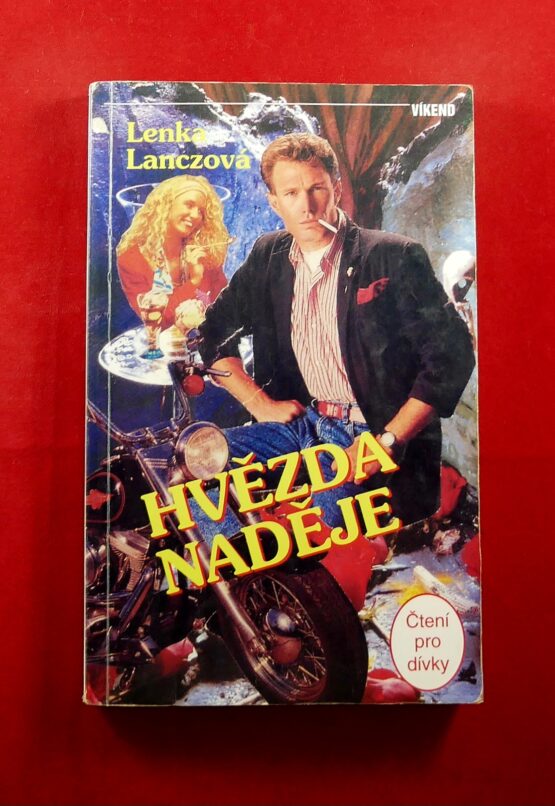 VÍKEND
Lenka
Lanczová
HVĚZDA
NADĚJE
Čtení
pro
dívky